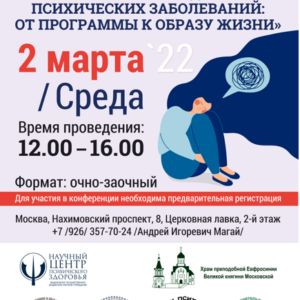 ПСИХИЧЕСКИХ ЗАБОЛЕВАНИЙ:
ОТ ПРОГРАММЫ К ОБРАЗУ ЖИЗНИ»
2 марта `22
/ Среда
Время проведения:
12.00 – 16.00
Формат: очно-заочный
Для участия в конференции необходима предварительная регистрация
Москва, Нахимовский проспект, 8, Церковная лавка, 2-й этаж
+7 /926/ 357-70-24 /Андрей Игоревич Магай/
НАУЧНЫЙ
ЦЕНТР
ПСИХИЧЕСКОГО
ЗДОРОВЬЯ
Храм преподобной Евфросинии
Великой княгини Московской